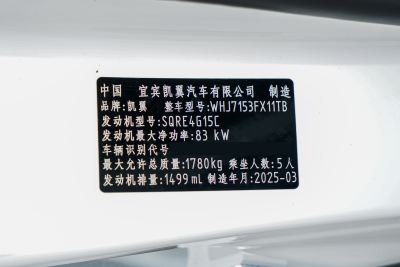 中国 宜宾凯翼汽车有限公司 制造
品牌:凯翼 整车型号:WHJ7153FX11TB
发动机型号:SQRE4G15C
发动机最大净功率:83 kW
车辆识别代号
最大允许总质量:1780kg 乘坐人数:5人
发动机排量:1499mL 制造年月:2025-03